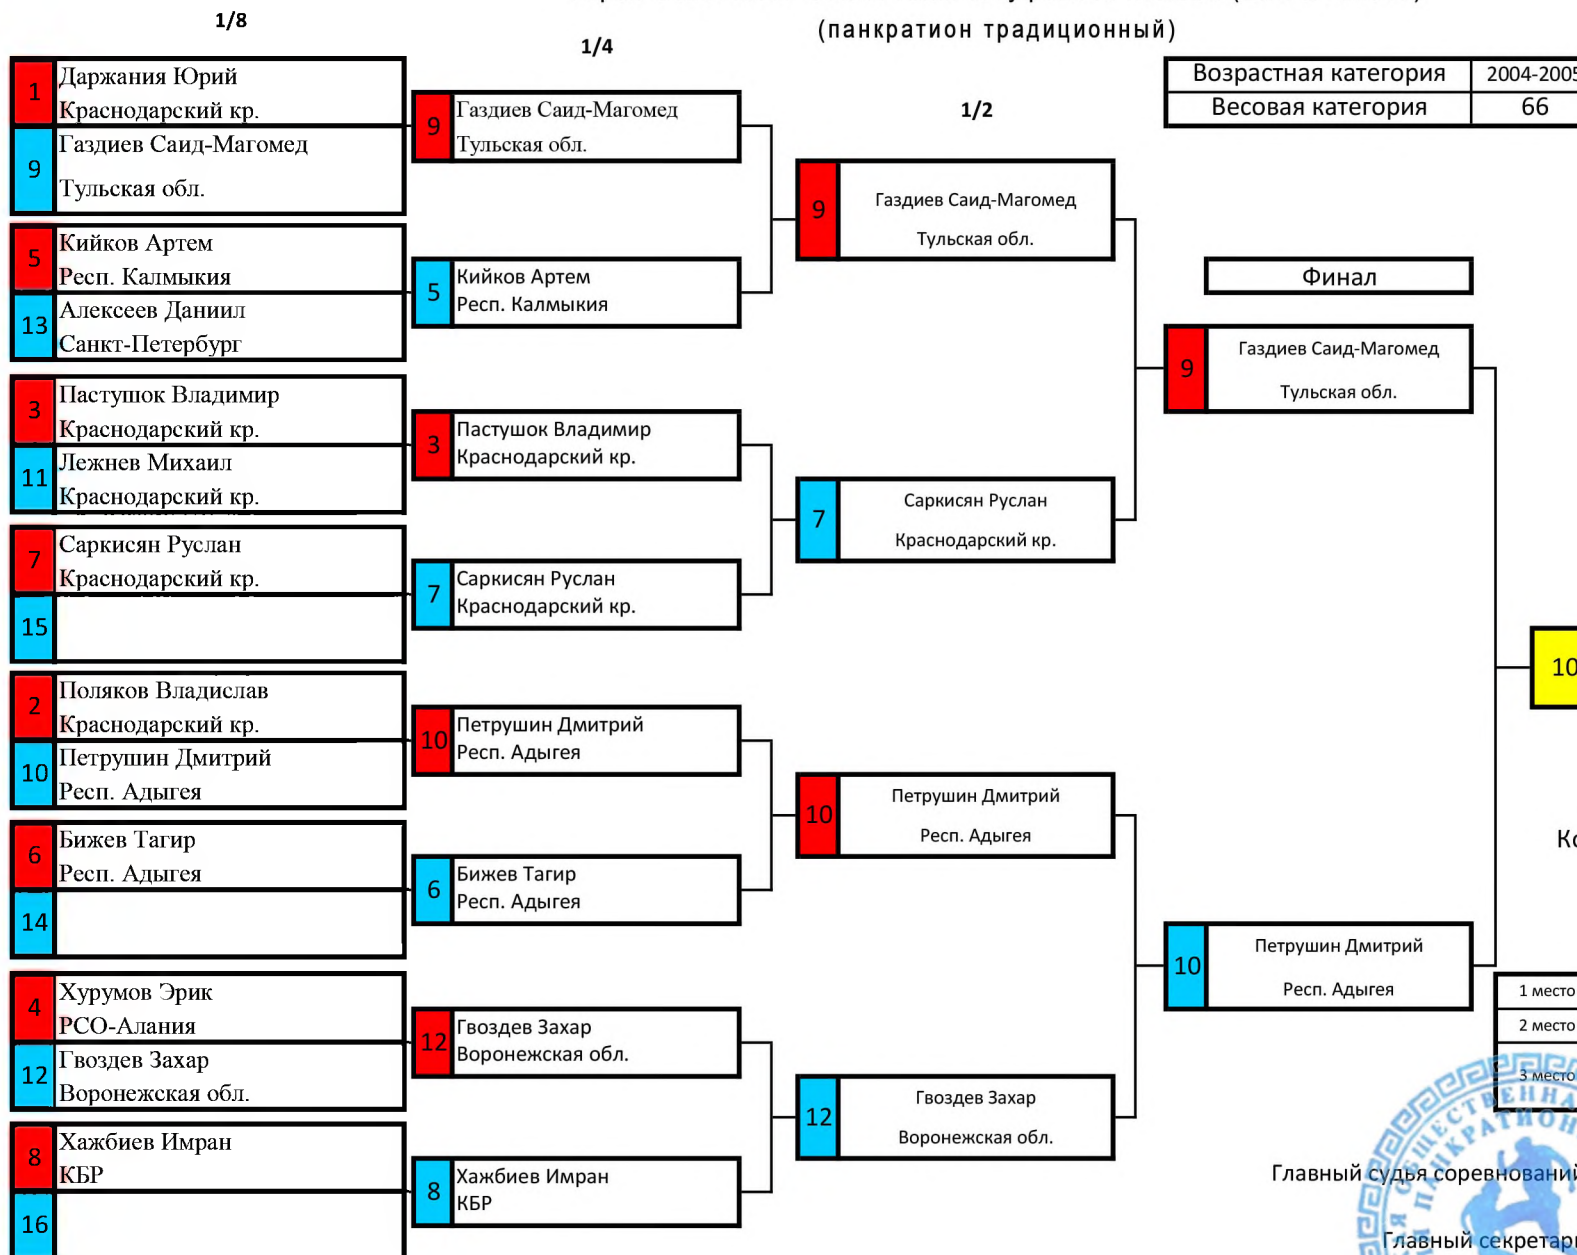 1/8
1/4
(панкратион традиционный)
Возрастная категория 2004-2005
Весовая категория 66
1/2
1 Даржания Юрий
Краснодарский кр.
9 Газдиев Саид-Магомед
Тульская обл.
5 Кийков Артем
Респ. Калмыкия
13 Алексеев Даниил
Санкт-Петербург
3 Пастушок Владимир
Краснодарский кр.
11 Лежнев Михаил
Краснодарский кр.
7 Саркисян Руслан
Краснодарский кр.
15
2 Поляков Владислав
Краснодарский кр.
10 Петрушин Дмитрий
Респ. Адыгея
6 Бижев Тагир
Респ. Адыгея
14
4 Хурумов Эрик
РСО-Алания
12 Гвоздев Захар
Воронежская обл.
8 Хажбиев Имран
КБР
16
9 Газдиев Саид-Магомед
Тульская обл.
5 Кийков Артем
Респ. Калмыкия
3 Пастушок Владимир
Краснодарский кр.
7 Саркисян Руслан
Краснодарский кр.
10 Петрушин Дмитрий
Респ. Адыгея
6 Бижев Тагир
Респ. Адыгея
12 Гвоздев Захар
Воронежская обл.
8 Хажбиев Имран
КБР
9 Газдиев Саид-Магомед
Тульская обл.
7 Саркисян Руслан
Краснодарский кр.
10 Петрушин Дмитрий
Респ. Адыгея
12 Гвоздев Захар
Воронежская обл.
Финал
9 Газдиев Саид-Магомед
Тульская обл.
10 Петрушин Дмитрий
Респ. Адыгея
10
Ко
1 место
2 место
3 место
Главный судья соревнований
Главный секретарь